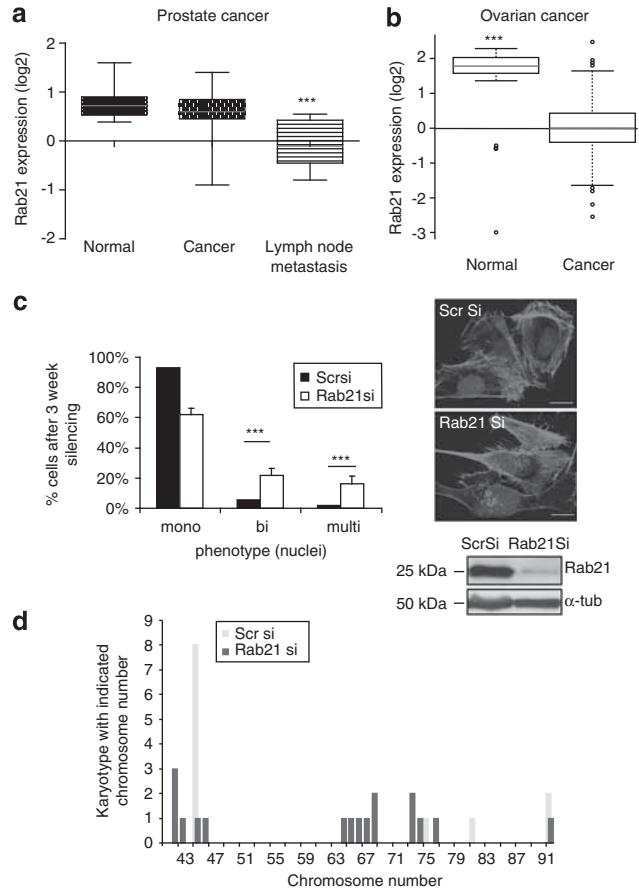 a
Prostate cancer
Rab21 expression (log2)
2
1
0
-1
-2
***
Normal
Cancer
Lymph node
metastasis
b
Ovarian cancer
Rab21 expression (log2)
2
1
0
-1
-2
-3
***
Normal
Cancer
c
% cells after 3 week
silencing
100%
80%
60%
40%
20%
0%
Scrsi
Rab21si
***
***
mono
bi
multi
phenotype (nuclei)
Scr Si
Rab21 Si
ScrSi Rab21Si
25 kDa
Rab21
50 kDa
α-tub
d
Karyotype with indicated
chromosome number
9
8
7
6
5
4
3
2
1
0
Scr si
Rab21 si
43 47 51 55 59 63 67 71 75 79 83 87 91
Chromosome number